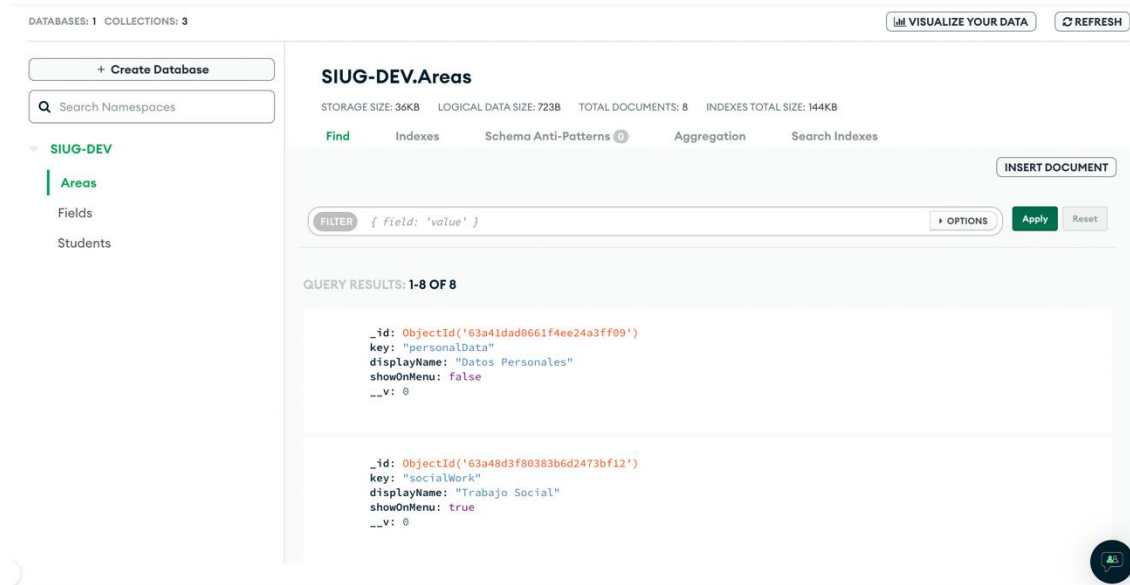 DATABASES: 1 COLLECTIONS: 3
VISUALIZE YOUR DATA
REFRESH
+ Create Database
Search Namespaces
SIUG-DEV
Areas
Fields
Students
SIUG-DEV.Areas
STORAGE SIZE: 36KB LOGICAL DATA SIZE: 723B TOTAL DOCUMENTS: 8 INDEXES TOTAL SIZE: 144KB
Find Indexes Schema Anti-Patterns 0 Aggregation Search Indexes
INSERT DOCUMENT
FILTER { field: 'value' } OPTIONS Apply Reset
QUERY RESULTS: 1-8 OF 8
_id: ObjectId('63a41dad0661f4ee24a3ff09')
key: "personalData"
displayName: "Datos Personales"
showOnMenu: false
__v: 0
_id: ObjectId('63a48d3f80383b6d2473bf12')
key: "socialWork"
displayName: "Trabajo Social"
showOnMenu: true
__v: 0